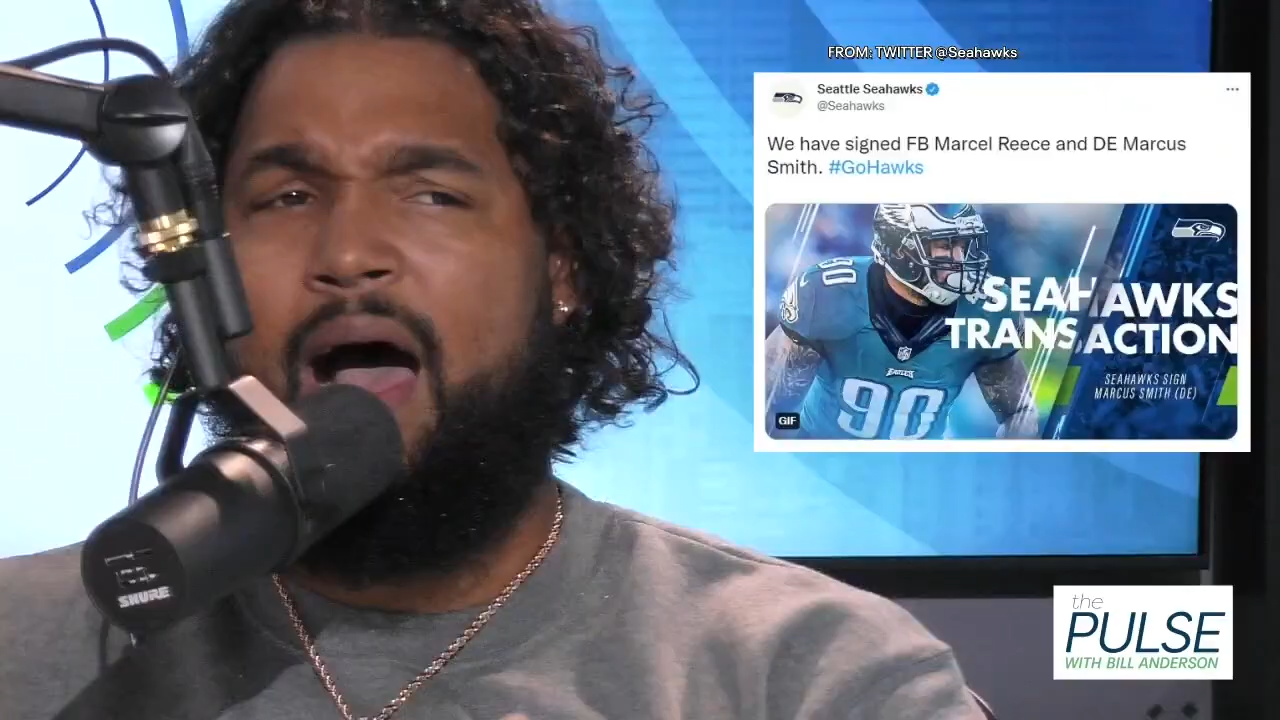 FROM: TWITTER @Seahawks
Seattle Seahawks
@Seahawks
We have signed FB Marcel Reece and DE Marcus
Smith. #GoHawks
90
SEAHAWKS
TRANSACTION
EAGLES
SEAHAWKS SIGN
MARCUS SMITH (DE)
90
GIF
SHURE
the
PULSE
WITH BILL ANDERSON